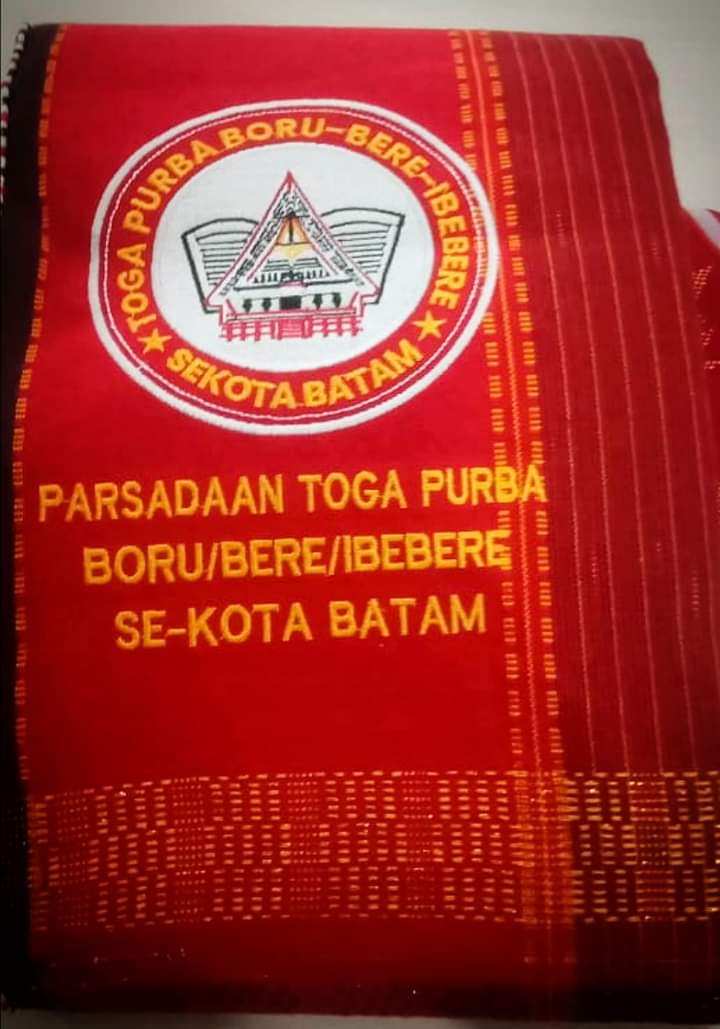 TOGA PURBA BORU-BERE-IBEBERE
SEKOTA BATAM
PARSADAAN TOGA PURBA
BORU/BERE/IBEBERE
SE-KOTA BATAM